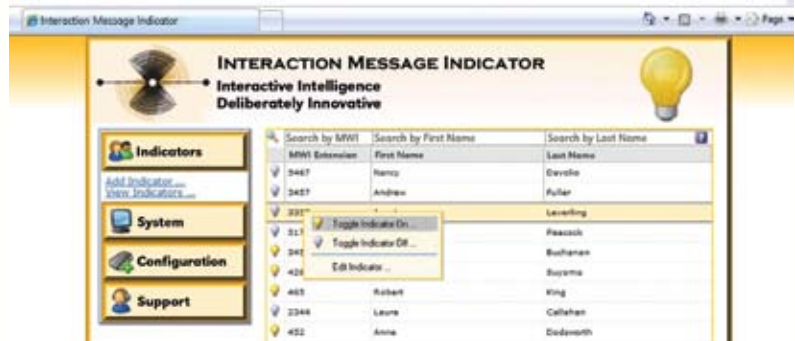 Interaction Message Indicator
Page
INTERACTION MESSAGE INDICATOR
Interactive Intelligence
Deliberately Innovative
Indicators
Add Indicator ...
View Indicators ...
System
Configuration
Support
Search by MWI Search by First Name Search by Last Name
MWI Extension First Name Last Name
5467 Nancy Davolio
3457 Andrew Fuller
Leverling
Peacock
Buchanan
Suyama
465 Robert King
2344 Laura Callahan
452 Anne Dodsworth
Toggle Indicator On ...
Toggle Indicator Off ...
Edit Indicator ...